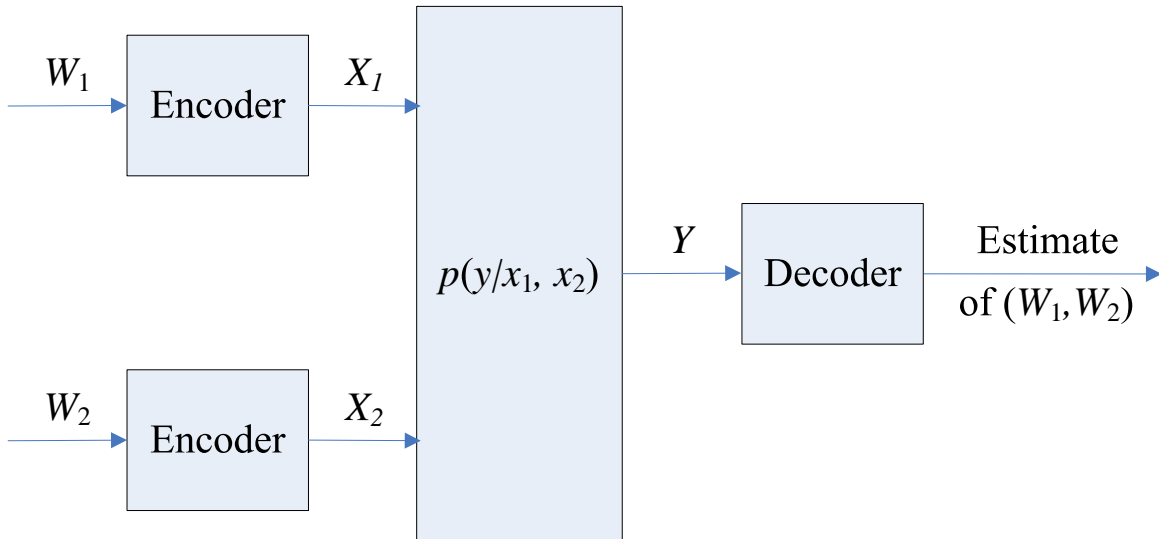 W₁
Encoder
X₁
p(y/x₁, x₂)
Y
Decoder
Estimate
of (W₁,W₂)
W₂
Encoder
X₂